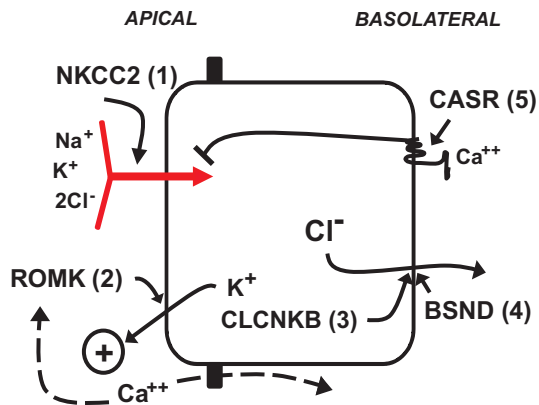 APICAL
BASOLATERAL
NKCC2 (1)
CASR (5)
Na⁺
K⁺
2Cl⁻
Ca⁺⁺
Cl⁻
ROMK (2)
K⁺
CLCNKB (3)
BSND (4)
+
Ca⁺⁺